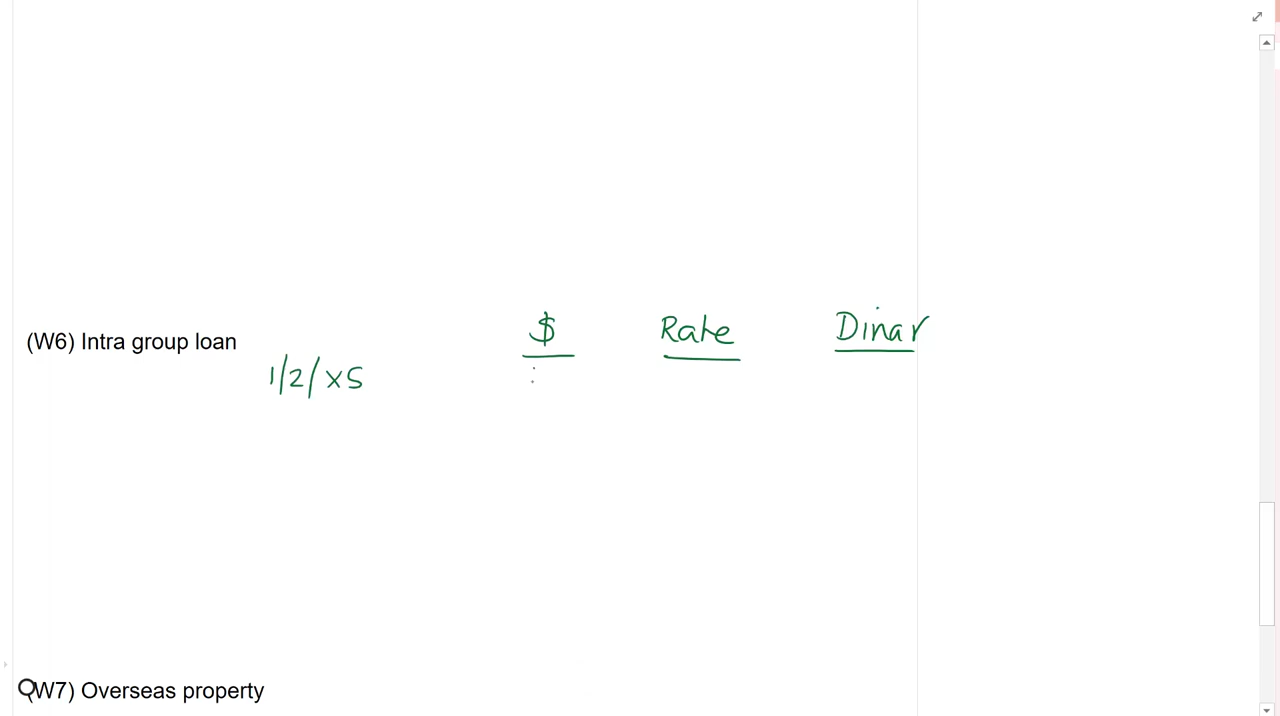 $ Rate Dinar
(W6) Intra group loan
1/2/x5
(W7) Overseas property